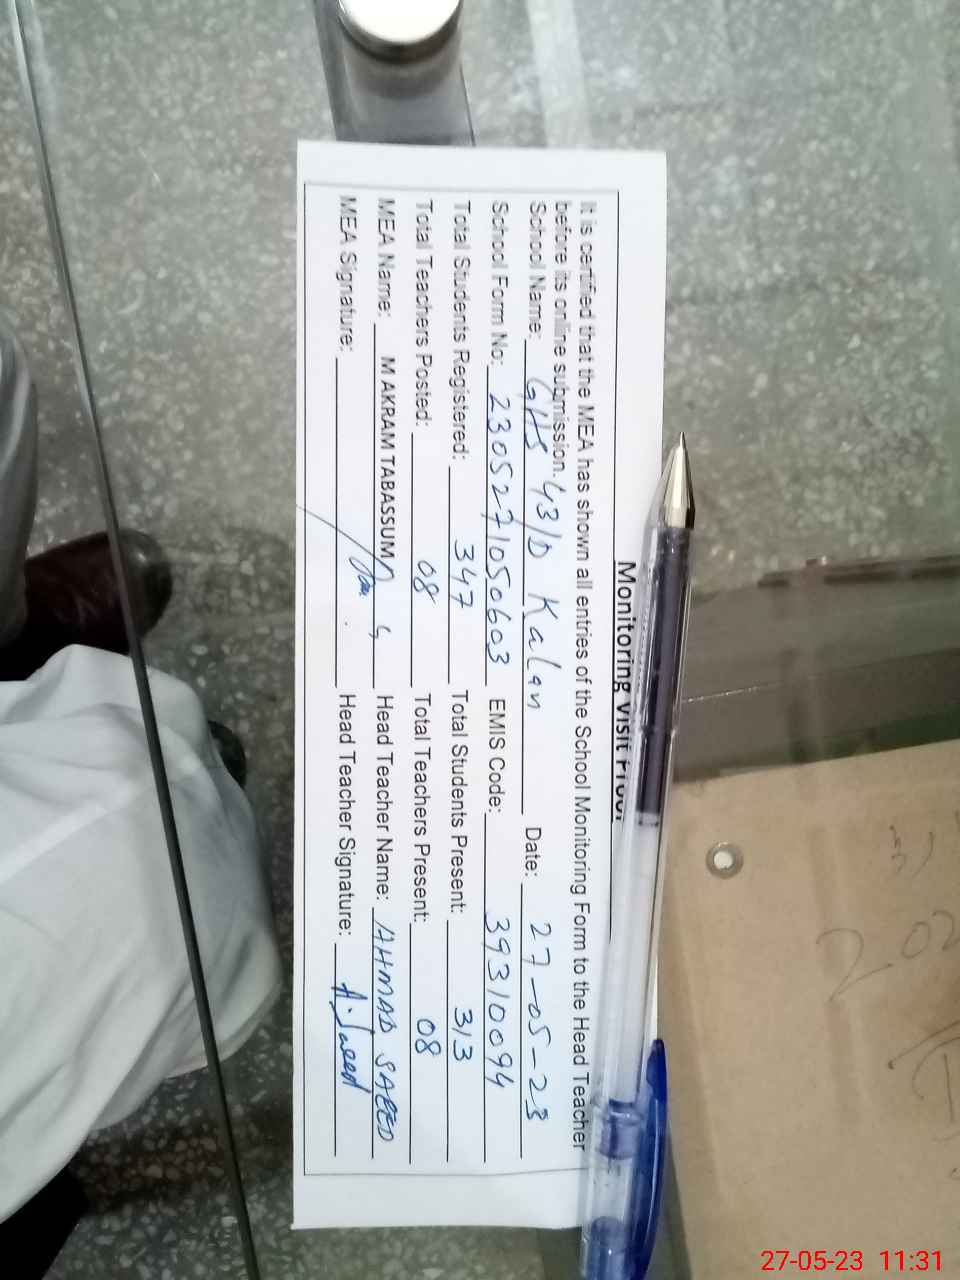 Monitoring Visit Proof
It is certified that the MEA has shown all entries of the School Monitoring Form to the Head Teacher
before its online submission.
School Name: GHS 43/D Kalan Date: 27-05-23
School Form No: 230527105 0603 EMIS Code: 39310094
Total Students Registered: 347 Total Students Present: 313
Total Teachers Posted: 08 Total Teachers Present: 08
MEA Name: M AKRAM TABASSUM Head Teacher Name: AHMAD SAEED
MEA Signature: Head Teacher Signature: A.Saeed
202
27-05-23 11:31